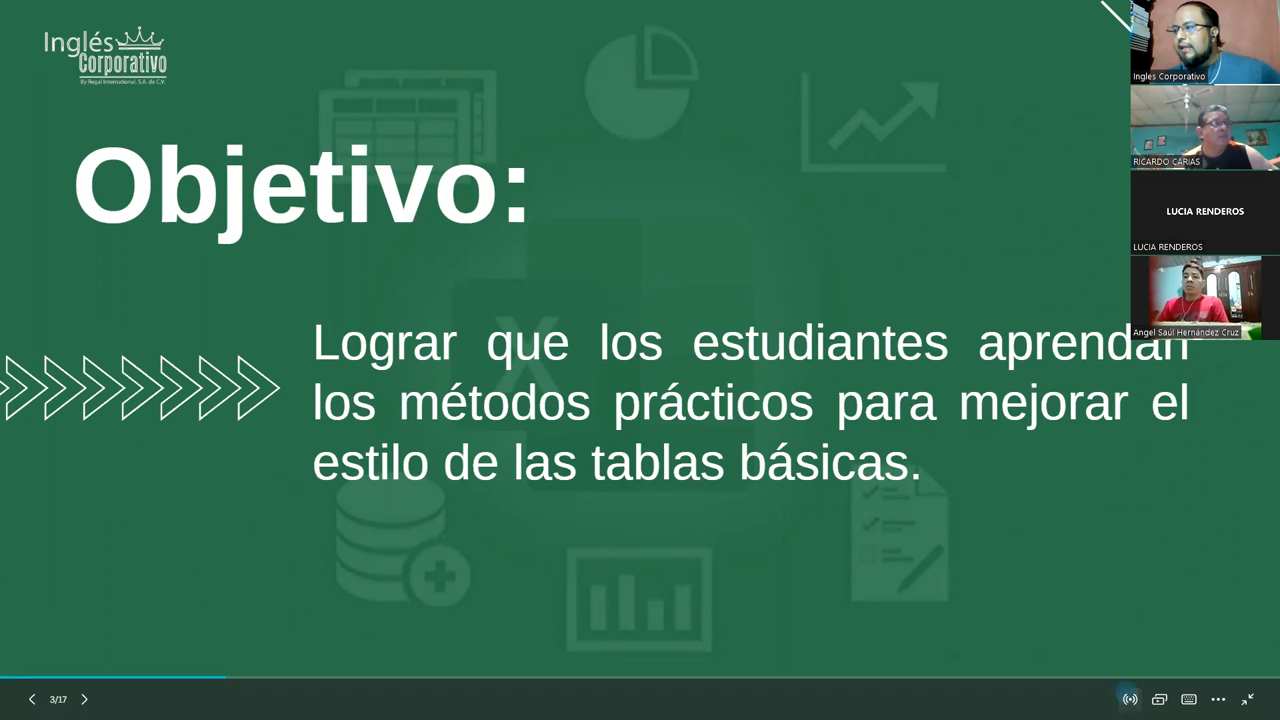 Inglés
Corporativo
By Regal International, S.A. de C.V.
Objetivo:
Lograr que los estudiantes aprendan
los métodos prácticos para mejorar el
estilo de las tablas básicas.
Ingles Corporativo
RICARDO CARIAS
LUCIA RENDEROS
LUCIA RENDEROS
Angel Saúl Hernández Cruz
X
3/17